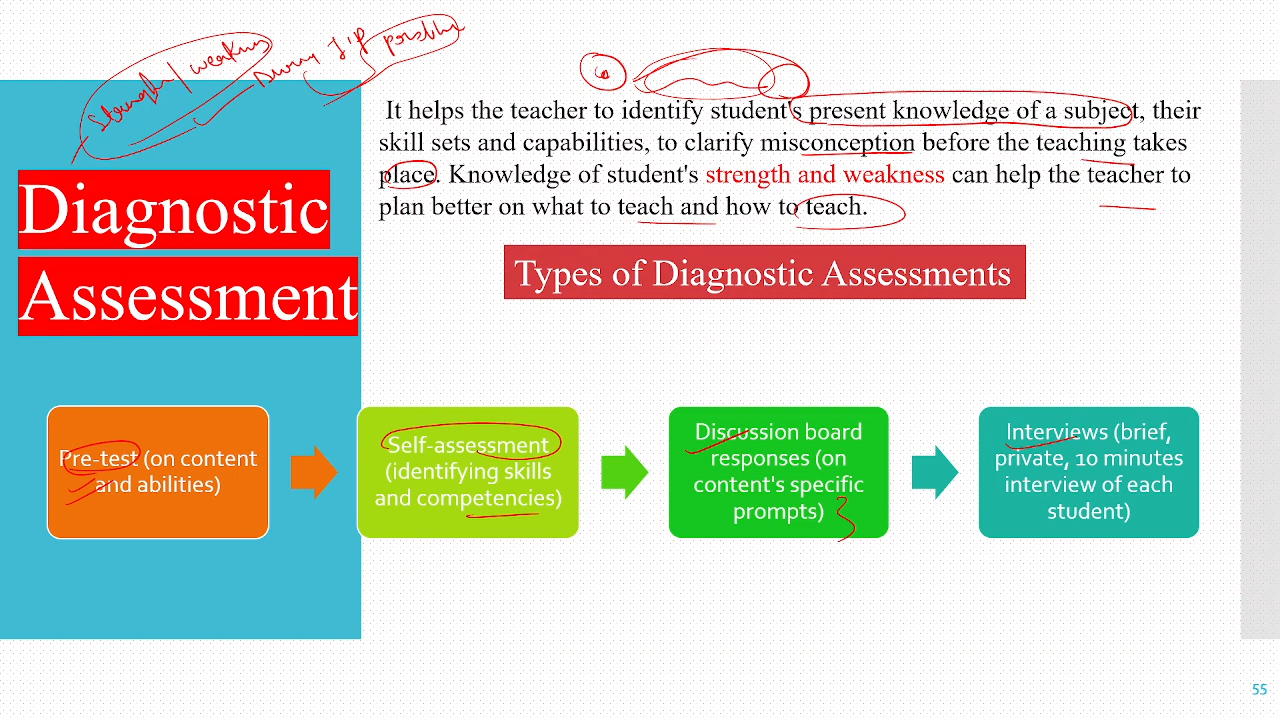 Strength/weakness
During
possible
It helps the teacher to identify student's present knowledge of a subject, their
skill sets and capabilities, to clarify misconception before the teaching takes
place. Knowledge of student's strength and weakness can help the teacher to
plan better on what to teach and how to teach.
Diagnostic
Assessment
Types of Diagnostic Assessments
Pre-test (on content
and abilities)
Self-assessment
(identifying skills
and competencies)
Discussion board
responses (on
content's specific
prompts)
Interviews (brief,
private, 10 minutes
interview of each
student)
55